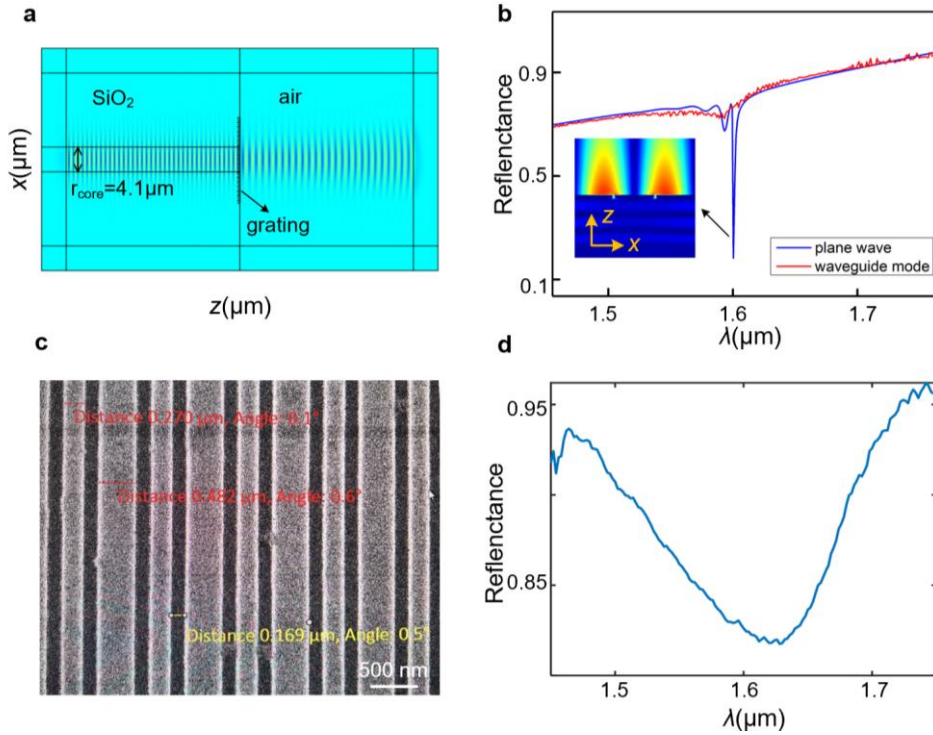 a
SiO₂
air
x(μm)
r_core=4.1μm
grating
z(μm)
b
Reflenctance
0.9
0.5
0.1
z
x
plane wave
waveguide mode
1.5
1.6
1.7
λ(μm)
c
Distance 0.270 μm, Angle: 0.1°
Distance 0.482 μm, Angle: 0.6°
Distance 0.169 μm, Angle: 0.5°
500 nm
d
Reflenctance
0.95
0.85
1.5
1.6
1.7
λ(μm)